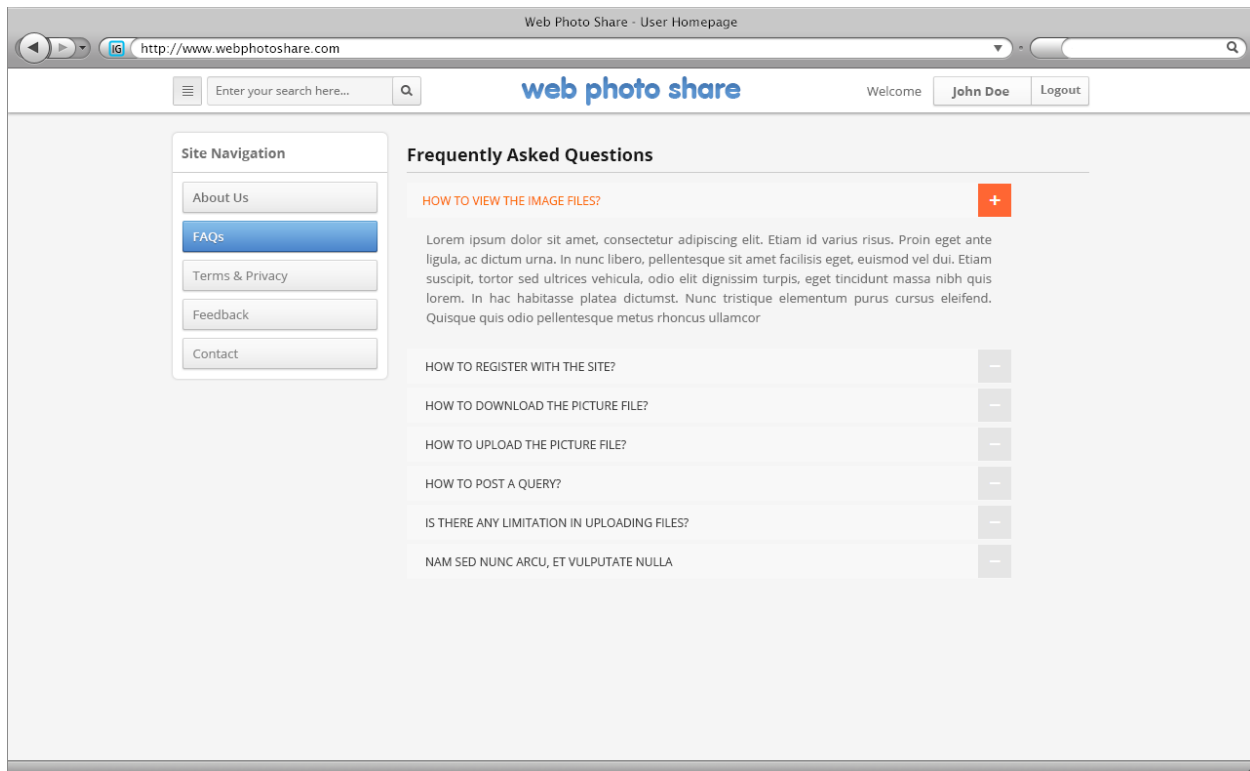 Web Photo Share - User Homepage
IG http://www.webphotoshare.com
Enter your search here... web photo share Welcome John Doe Logout
Site Navigation
About Us
FAQs
Terms & Privacy
Feedback
Contact
Frequently Asked Questions
HOW TO VIEW THE IMAGE FILES? +
Lorem ipsum dolor sit amet, consectetur adipiscing elit. Etiam id varius risus. Proin eget ante
ligula, ac dictum urna. In nunc libero, pellentesque sit amet facilisis eget, euismod vel dui. Etiam
suscipit, tortor sed ultrices vehicula, odio elit dignissim turpis, eget tincidunt massa nibh quis
lorem. In hac habitasse platea dictumst. Nunc tristique elementum purus cursus eleifend.
Quisque quis odio pellentesque metus rhoncus ullamcor
HOW TO REGISTER WITH THE SITE? −
HOW TO DOWNLOAD THE PICTURE FILE? −
HOW TO UPLOAD THE PICTURE FILE? −
HOW TO POST A QUERY? −
IS THERE ANY LIMITATION IN UPLOADING FILES? −
NAM SED NUNC ARCU, ET VULPUTATE NULLA −